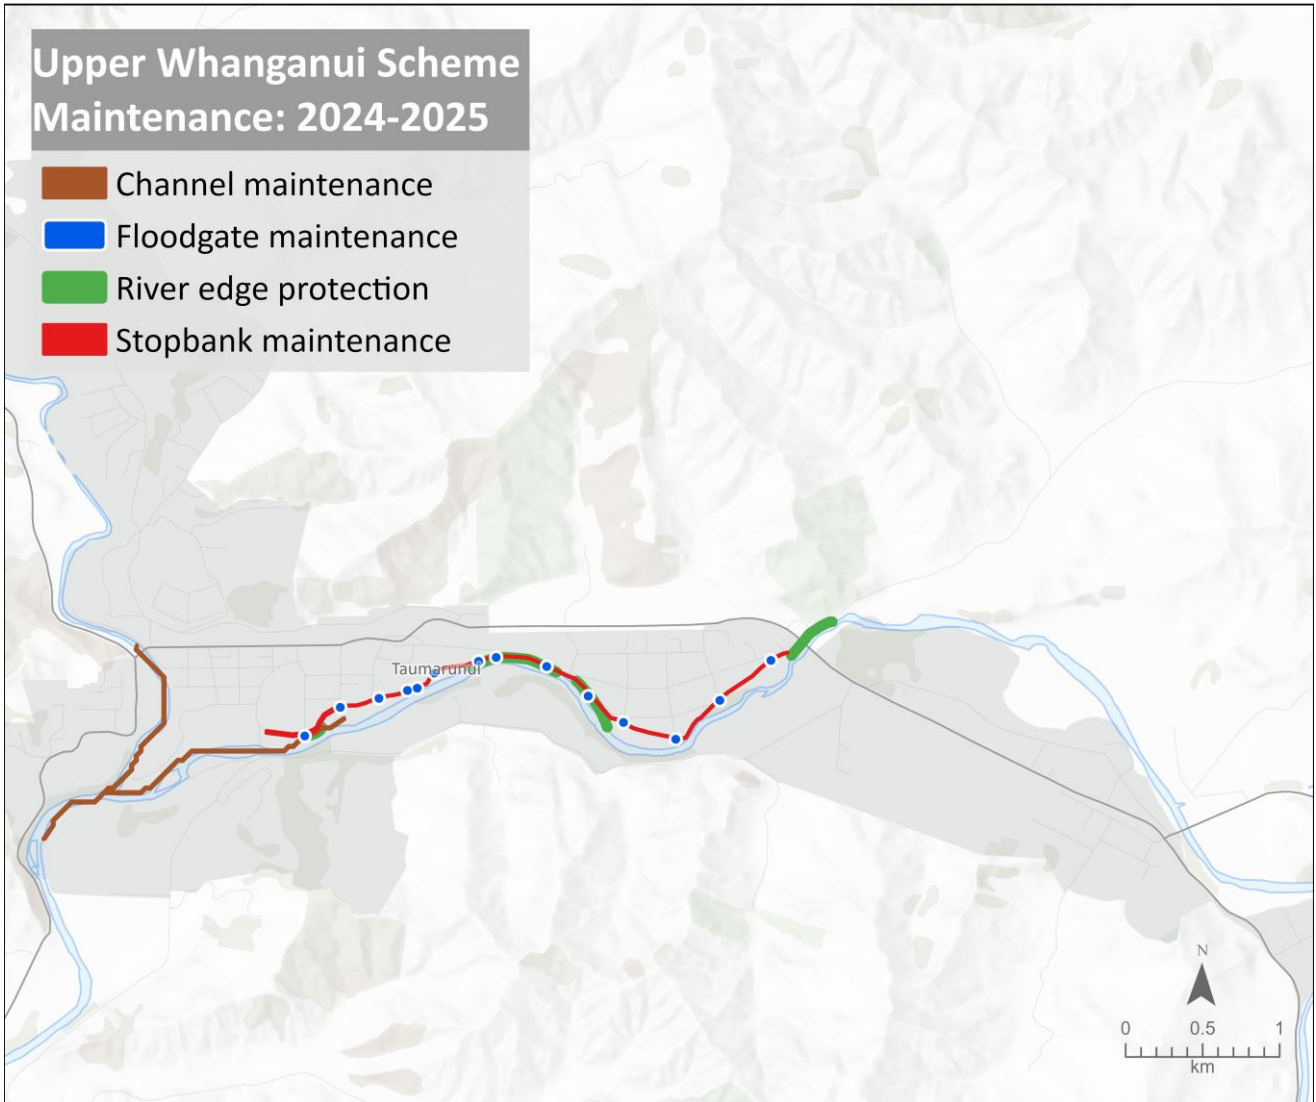 Upper Whanganui Scheme
Maintenance: 2024-2025
Channel maintenance
Floodgate maintenance
River edge protection
Stopbank maintenance
Taumarunui
N
0 0.5 1
km